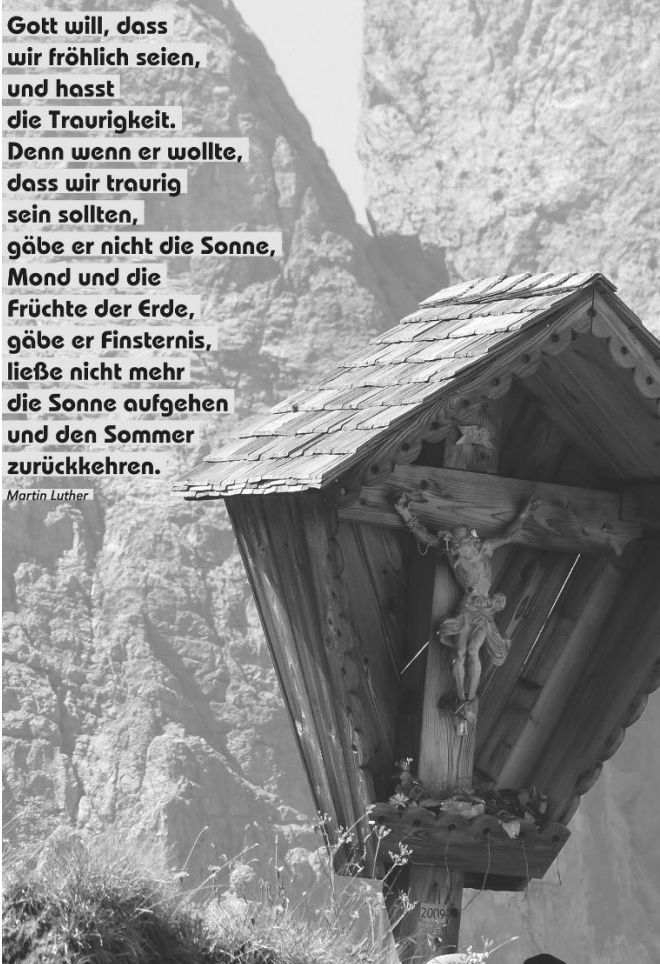 Gott will, dass
wir fröhlich seien,
und hasst
die Traurigkeit.
Denn wenn er wollte,
dass wir traurig
sein sollten,
gäbe er nicht die Sonne,
Mond und die
Früchte der Erde,
gäbe er Finsternis,
ließe nicht mehr
die Sonne aufgehen
und den Sommer
zurückkehren.
Martin Luther
2009